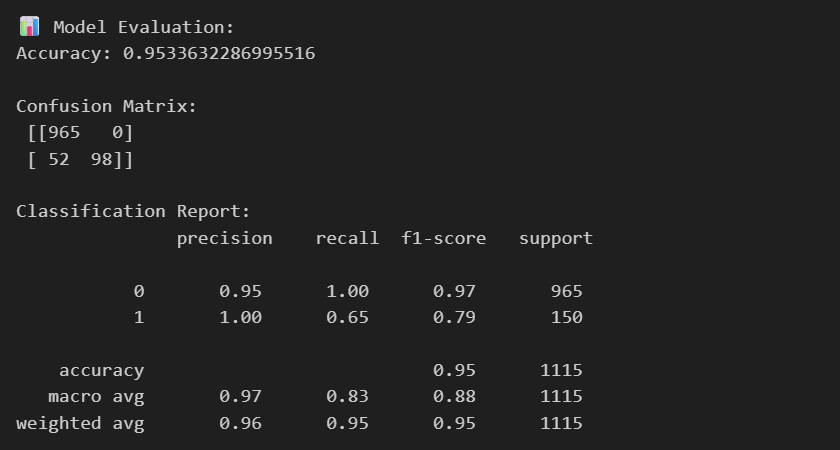 📊 Model Evaluation:
Accuracy: 0.9533632286995516
Confusion Matrix:
[[965   0]
[ 52  98]]
Classification Report:
precision    recall  f1-score   support
0       0.95      1.00      0.97       965
1       1.00      0.65      0.79       150
accuracy                           0.95      1115
macro avg       0.97      0.83      0.88      1115
weighted avg       0.96      0.95      0.95      1115